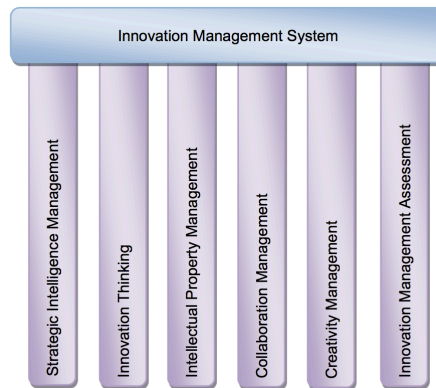 Innovation Management System
Strategic Intelligence Management
Innovation Thinking
Intellectual Property Management
Collaboration Management
Creativity Management
Innovation Management Assessment